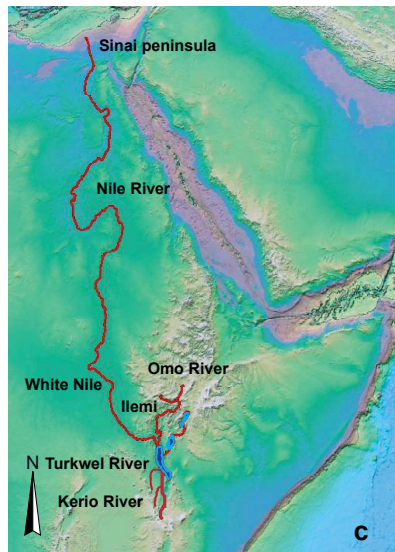 Sinai peninsula
Nile River
Omo River
White Nile
Ilemi
N
Turkwel River
Kerio River
C